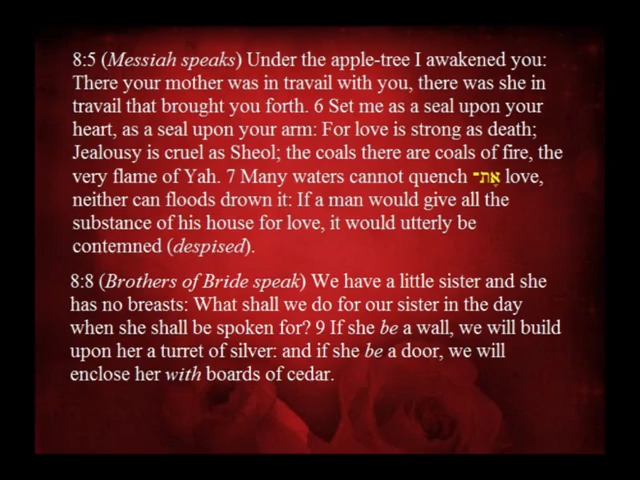 8:5 (Messiah speaks) Under the apple-tree I awakened you:
There your mother was in travail with you, there was she in
travail that brought you forth. 6 Set me as a seal upon your
heart, as a seal upon your arm: For love is strong as death;
Jealousy is cruel as Sheol; the coals there are coals of fire, the
very flame of Yah. 7 Many waters cannot quench אֶת־ love,
neither can floods drown it: If a man would give all the
substance of his house for love, it would utterly be
contemned (despised).
8:8 (Brothers of Bride speak) We have a little sister and she
has no breasts: What shall we do for our sister in the day
when she shall be spoken for? 9 If she be a wall, we will build
upon her a turret of silver: and if she be a door, we will
enclose her with boards of cedar.